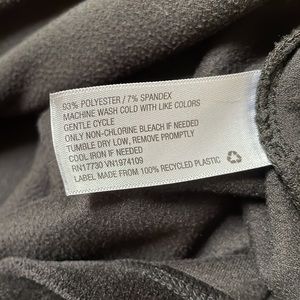 93% POLYESTER / 7% SPANDEX
MACHINE WASH COLD WITH LIKE COLORS
GENTLE CYCLE
ONLY NON-CHLORINE BLEACH IF NEEDED
TUMBLE DRY LOW, REMOVE PROMPTLY
COOL IRON IF NEEDED
RN17730 VN1974109
LABEL MADE FROM 100% RECYCLED PLASTIC